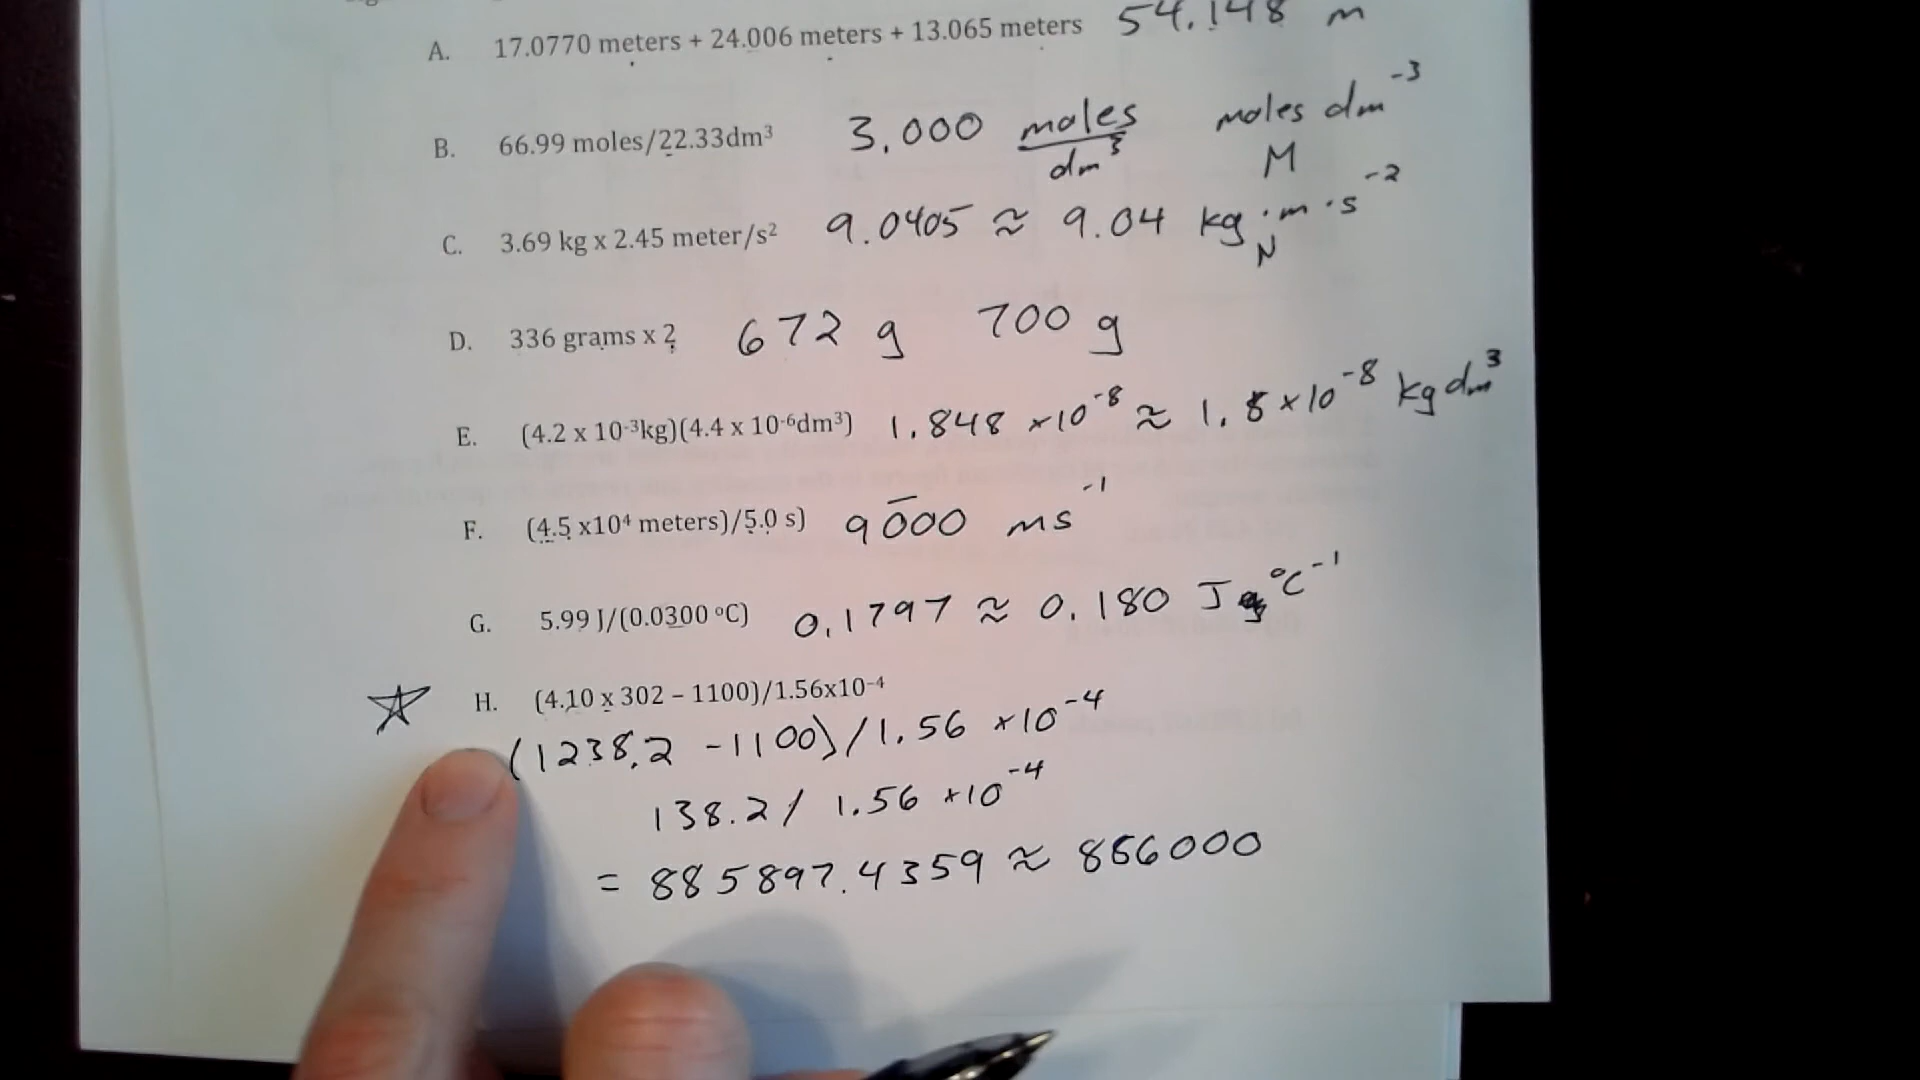 A. 17.0770 meters + 24.006 meters + 13.065 meters 54.148 m
B. 66.99 moles/22.33dm³ 3.000 moles/dm³ moles dm⁻³
M
C. 3.69 kg x 2.45 meter/s² 9.0405 ≈ 9.04 kg·m·s⁻²
N
D. 336 grams x 2 672 g 700 g
E. (4.2 x 10⁻³kg)(4.4 x 10⁻⁶dm³) 1.848 ×10⁻⁸ ≈ 1.8×10⁻⁸ kg dm³
F. (4.5 x10⁴ meters)/5.0 s) 90̅00 ms⁻¹
G. 5.99 J/(0.0300 °C) 0.1797 ≈ 0.180 J °C⁻¹
H. (4.10 x 302 – 1100)/1.56x10⁻⁴
(1238.2 -1100)/1.56 ×10⁻⁴
138.2/ 1.56 ×10⁻⁴
= 885897.4359 ≈ 886000